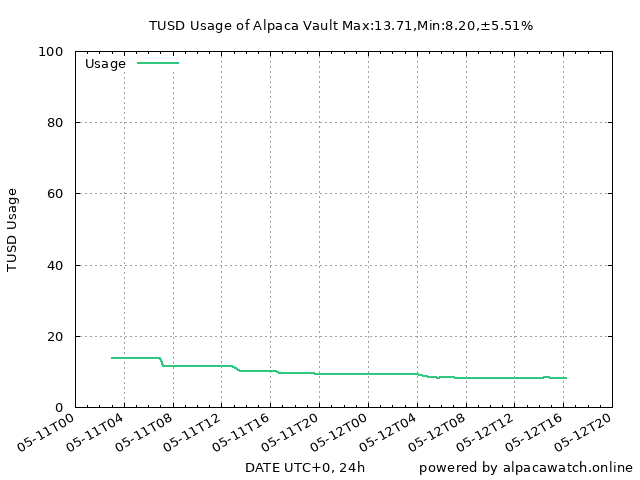 TUSD Usage of Alpaca Vault Max:13.71,Min:8.20,±5.51%
100
Usage
80
60
TUSD Usage
40
20
0
05-11T00 05-11T04 05-11T08 05-11T12 05-11T16 05-11T20 05-12T00 05-12T04 05-12T08 05-12T12 05-12T16 05-12T20
DATE UTC+0, 24h powered by alpacawatch.online